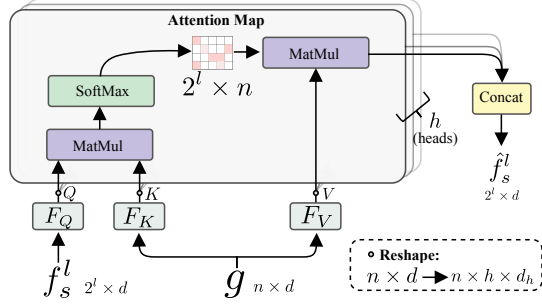 Attention Map
MatMul
2^l × n
SoftMax
MatMul
Concat
h
(heads)
Q
K
V
F_Q
F_K
F_V
f̂_s^l
2^l × d
f_s^l 2^l × d
g n × d
Reshape:
n × d → n × h × d_h